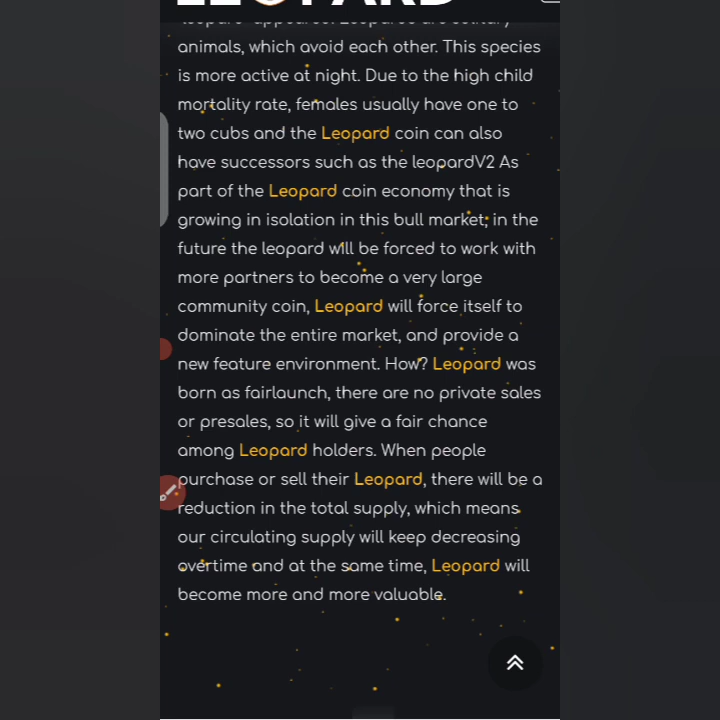 LEOPARD
animals, which avoid each other. This species
is more active at night. Due to the high child
mortality rate, females usually have one to
two cubs and the Leopard coin can also
have successors such as the leopardV2 As
part of the Leopard coin economy that is
growing in isolation in this bull market, in the
future the leopard will be forced to work with
more partners to become a very large
community coin, Leopard will force itself to
dominate the entire market, and provide a
new feature environment. How? Leopard was
born as fairlaunch, there are no private sales
or presales, so it will give a fair chance
among Leopard holders. When people
purchase or sell their Leopard, there will be a
reduction in the total supply, which means
our circulating supply will keep decreasing
overtime and at the same time, Leopard will
become more and more valuable.